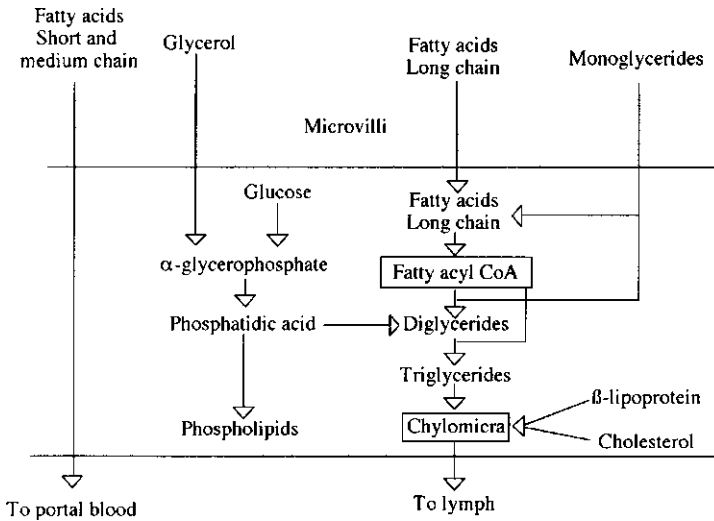 Fatty acids
Short and
medium chain
Glycerol
Fatty acids
Long chain
Monoglycerides
Microvilli
Glucose
Fatty acids
Long chain
α-glycerophosphate
Fatty acyl CoA
Phosphatidic acid
Diglycerides
Triglycerides
Phospholipids
Chylomicra
ß-lipoprotein
Cholesterol
To portal blood
To lymph